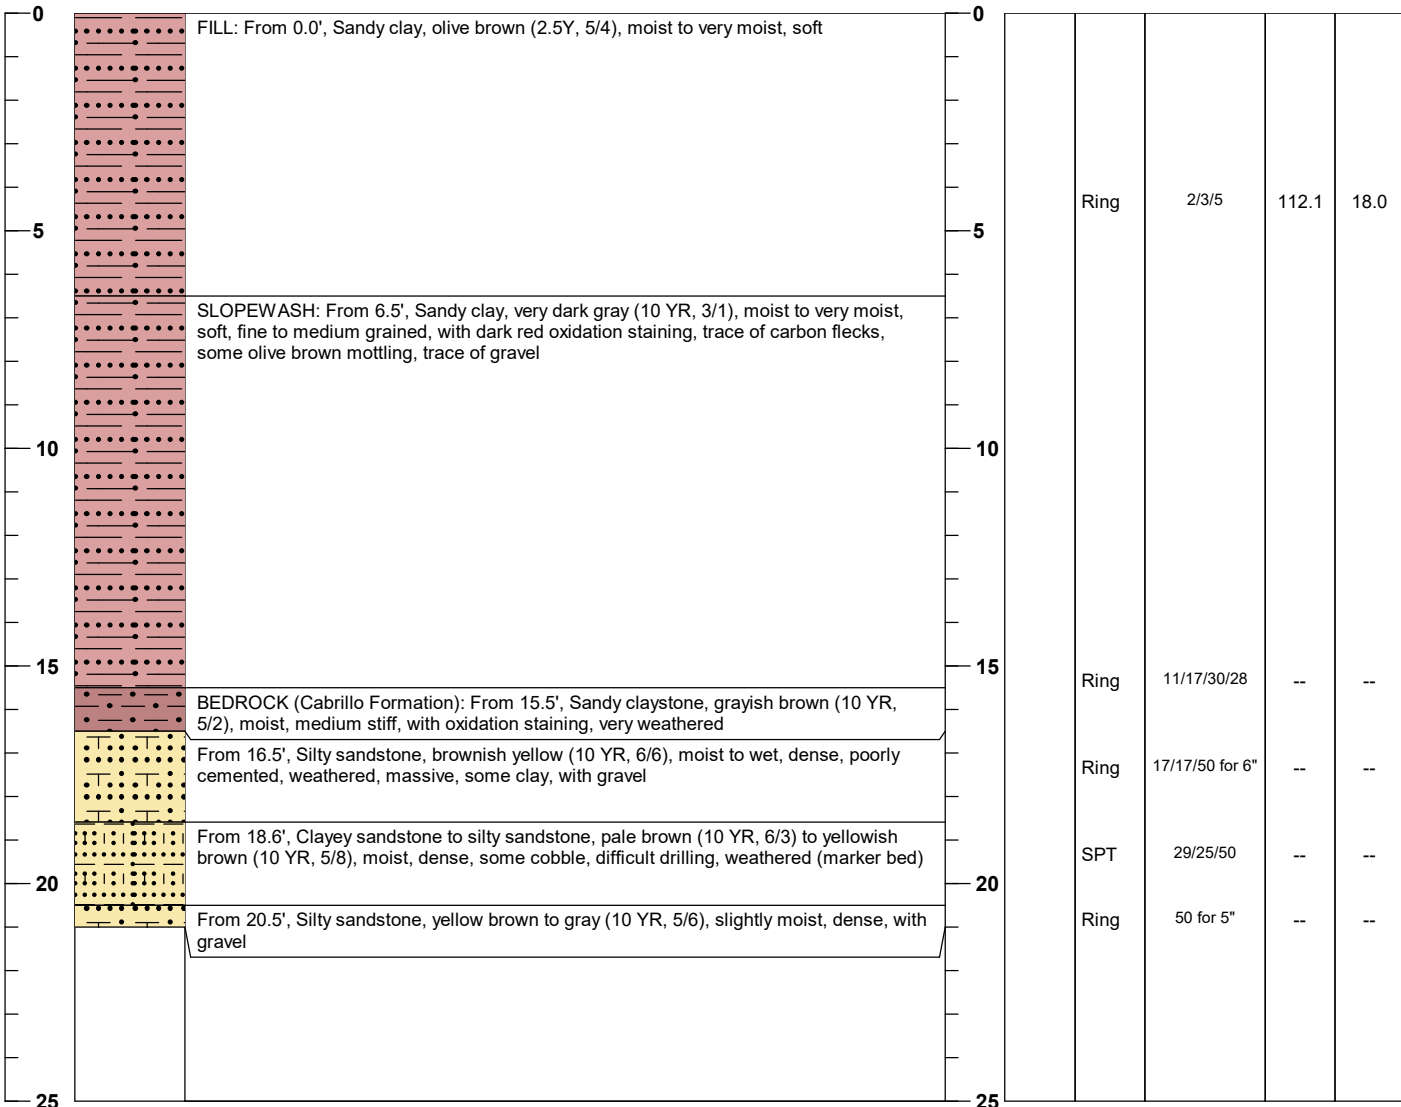 0
FILL: From 0.0', Sandy clay, olive brown (2.5Y, 5/4), moist to very moist, soft
0
Ring 2/3/5 112.1 18.0
5
5
SLOPEWASH: From 6.5', Sandy clay, very dark gray (10 YR, 3/1), moist to very moist,
soft, fine to medium grained, with dark red oxidation staining, trace of carbon flecks,
some olive brown mottling, trace of gravel
10
10
15
15
Ring 11/17/30/28 -- --
BEDROCK (Cabrillo Formation): From 15.5', Sandy claystone, grayish brown (10 YR,
5/2), moist, medium stiff, with oxidation staining, very weathered
From 16.5', Silty sandstone, brownish yellow (10 YR, 6/6), moist to wet, dense, poorly
cemented, weathered, massive, some clay, with gravel
Ring 17/17/50 for 6" -- --
From 18.6', Clayey sandstone to silty sandstone, pale brown (10 YR, 6/3) to yellowish
brown (10 YR, 5/8), moist, dense, some cobble, difficult drilling, weathered (marker bed)
SPT 29/25/50 -- --
20
20
From 20.5', Silty sandstone, yellow brown to gray (10 YR, 5/6), slightly moist, dense, with
gravel
Ring 50 for 5" -- --
25
25